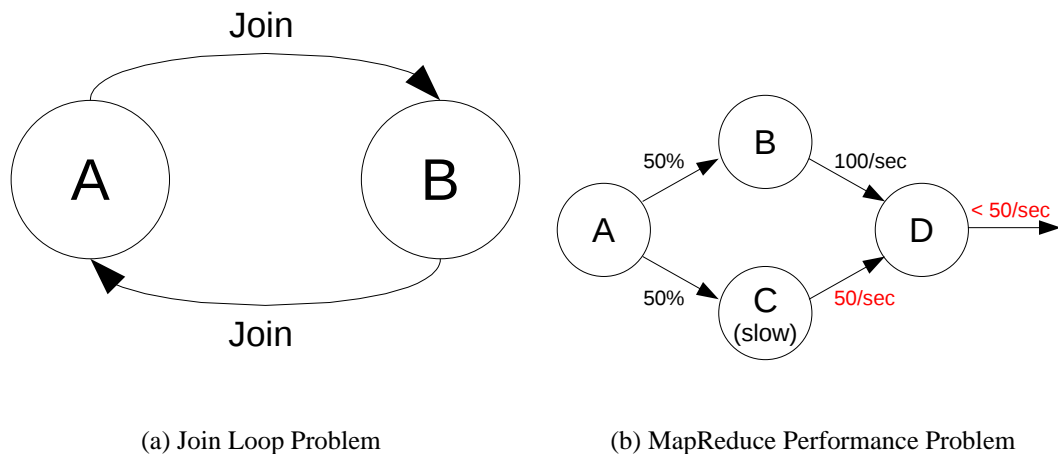 Join
A
B
Join
(a) Join Loop Problem
50%
B
100/sec
A
D
< 50/sec
50%
C
(slow)
50/sec
(b) MapReduce Performance Problem